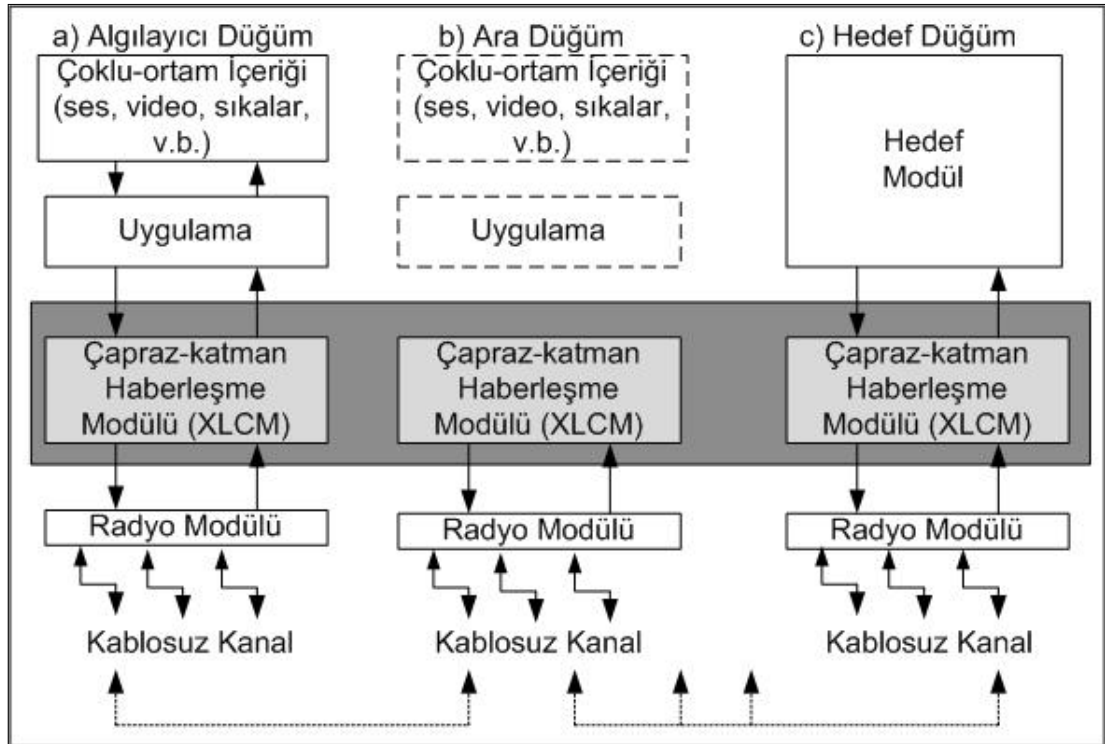 a) Algılayıcı Düğüm
Çoklu-ortam İçeriği
(ses, video, sıkalar,
v.b.)
Uygulama
Çapraz-katman
Haberleşme
Modülü (XLCM)
Radyo Modülü
Kablosuz Kanal
b) Ara Düğüm
Çoklu-ortam İçeriği
(ses, video, sıkalar,
v.b.)
Uygulama
Çapraz-katman
Haberleşme
Modülü (XLCM)
Radyo Modülü
Kablosuz Kanal
c) Hedef Düğüm
Hedef
Modül
Çapraz-katman
Haberleşme
Modülü (XLCM)
Radyo Modülü
Kablosuz Kanal